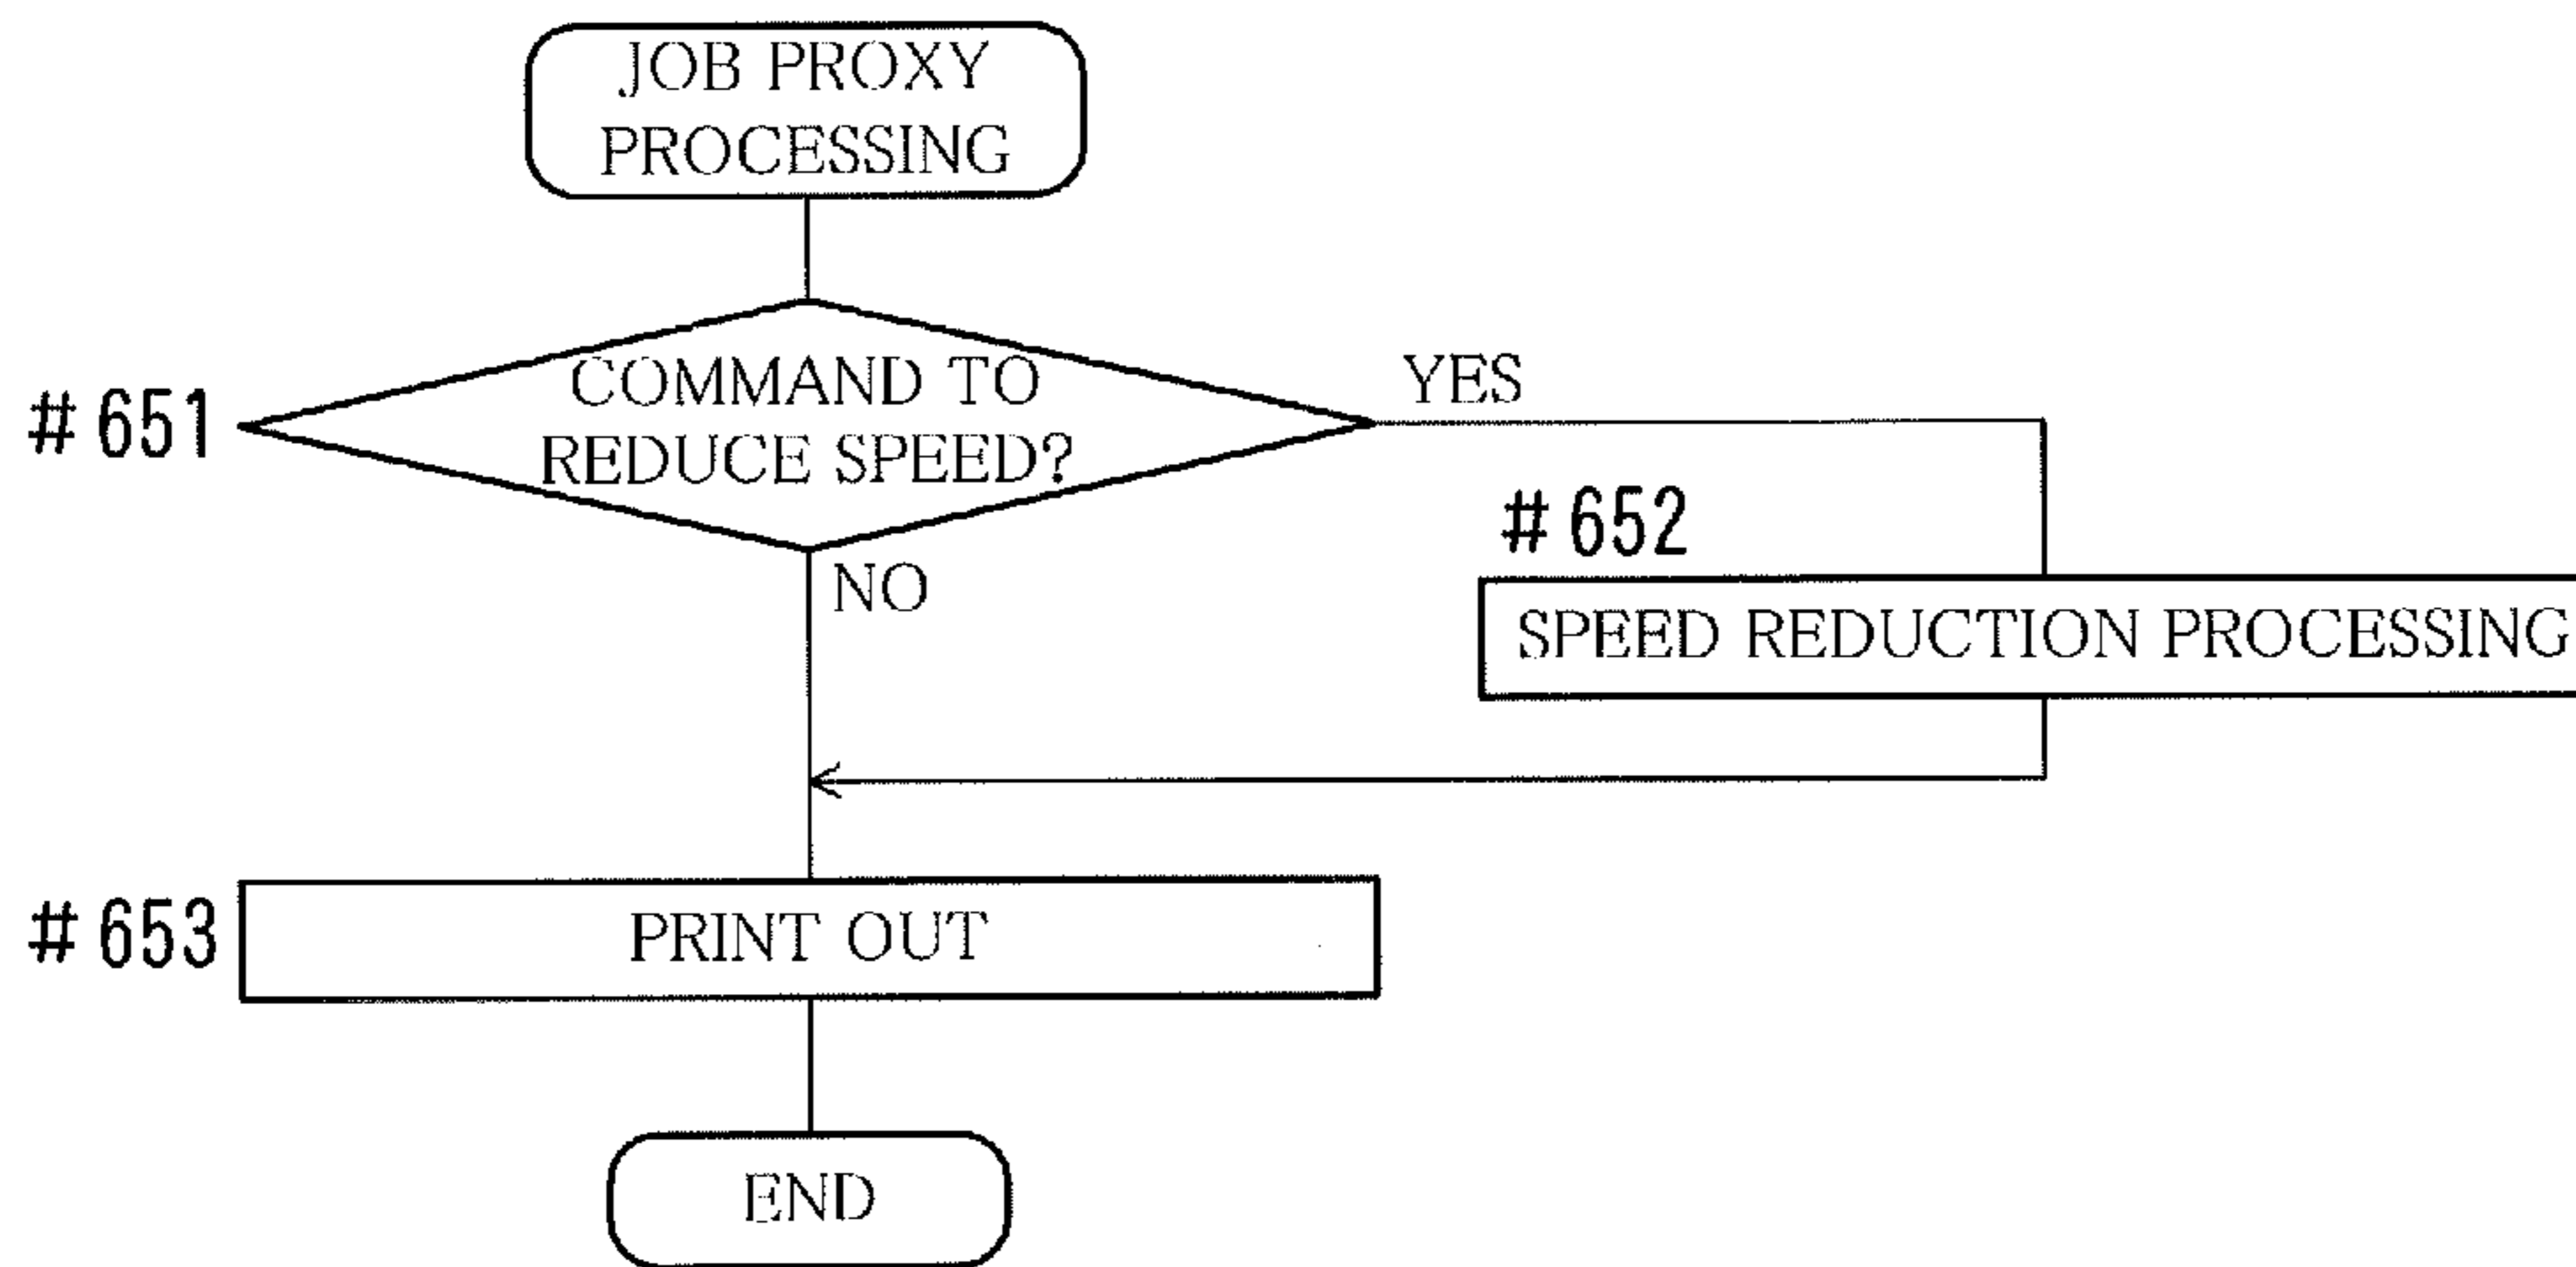 JOB PROXY
PROCESSING
# 651
COMMAND TO
REDUCE SPEED?
YES
NO
# 652
SPEED REDUCTION PROCESSING
# 653
PRINT OUT
END